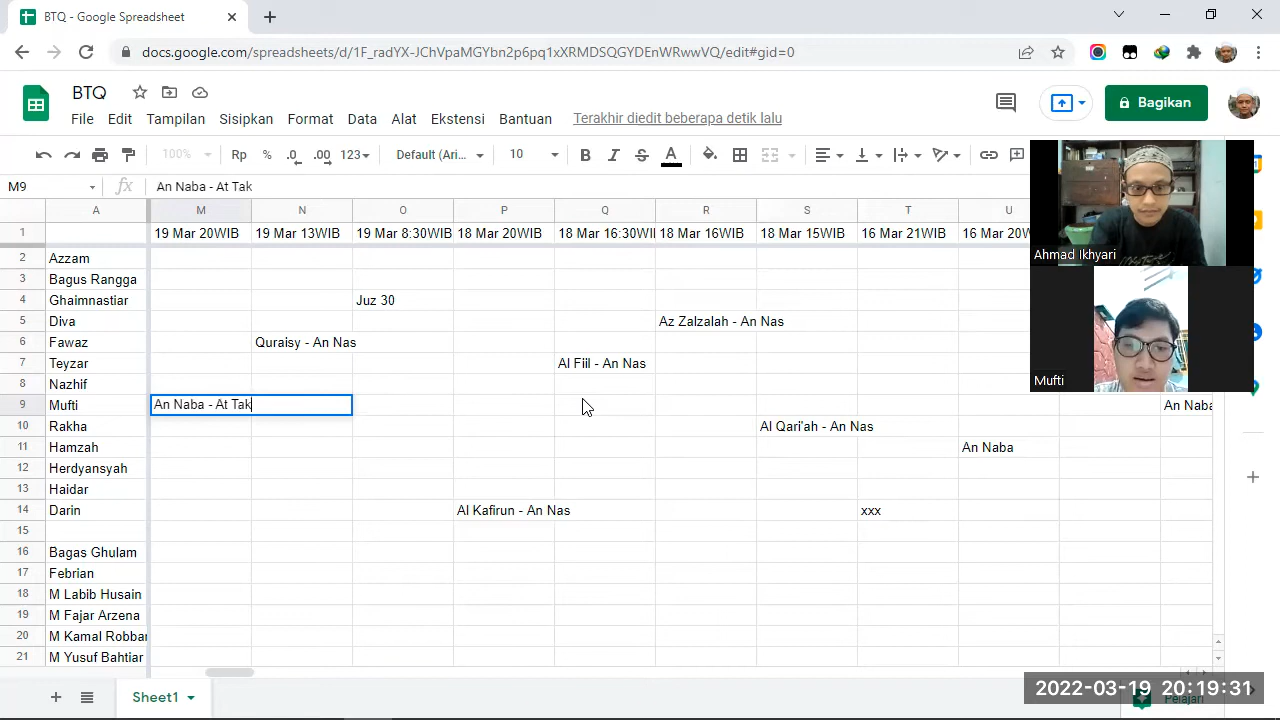 BTQ - Google Spreadsheet
docs.google.com/spreadsheets/d/1F_radYX-JChVpaMGYbn2p6pq1xXRMDSQGYDEnWRwwVQ/edit#gid=0
BTQ
File Edit Tampilan Sisipkan Format Data Alat Ekstensi Bantuan Terakhir diedit beberapa detik lalu
Bagikan
100% Rp % .0 .00 123 Default (Ari... 10 B I S A
M9 fx An Naba - At Tak
A M N O P Q R S T U
1 19 Mar 20WIB 19 Mar 13WIB 19 Mar 8:30WIB 18 Mar 20WIB 18 Mar 16:30WI 18 Mar 16WIB 18 Mar 15WIB 16 Mar 21WIB 16 Mar 20W
2 Azzam
3 Bagus Rangga
4 Ghaimnastiar Juz 30
5 Diva Az Zalzalah - An Nas
6 Fawaz Quraisy - An Nas
7 Teyzar Al Fiil - An Nas
8 Nazhif
9 Mufti An Naba - At Tak An Naba
10 Rakha Al Qari'ah - An Nas
11 Hamzah An Naba
12 Herdyansyah
13 Haidar
14 Darin Al Kafirun - An Nas xxx
15
16 Bagas Ghulam
17 Febrian
18 M Labib Husain
19 M Fajar Arzena
20 M Kamal Robban
21 M Yusuf Bahtiar
Ahmad Ikhyari
Mufti
Sheet1
2022-03-19 20:19:31
Pelajari